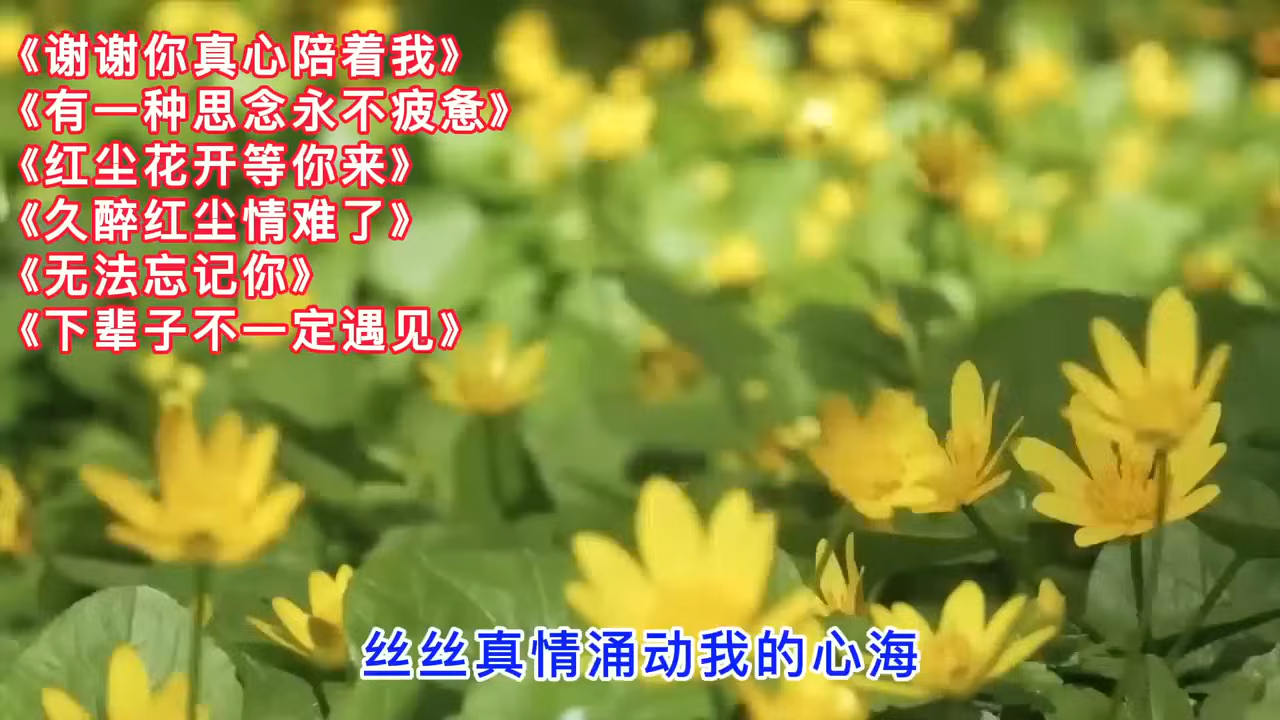 《谢谢你真心陪着我》
《有一种思念永不疲惫》
《红尘花开等你来》
《久醉红尘情难了》
《无法忘记你》
《下辈子不一定遇见》
丝丝真情涌动我的心海